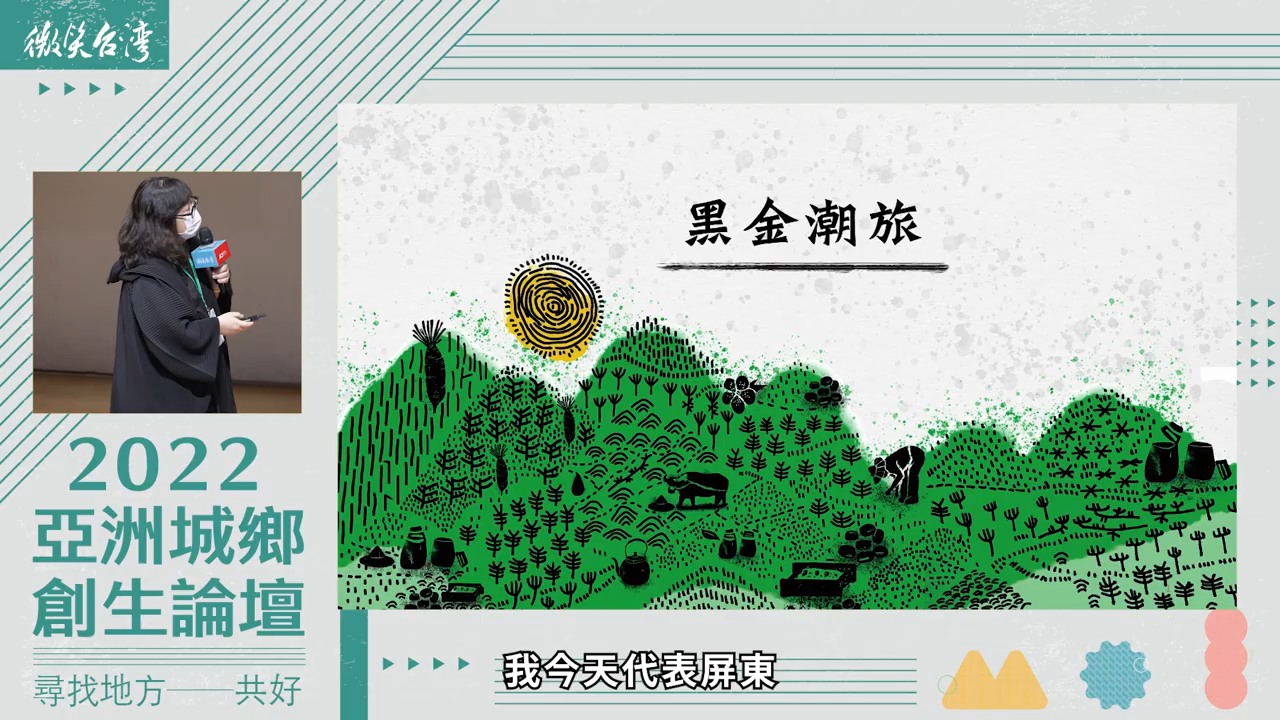 微笑台灣
黑金潮旅
2022
亞洲城鄉
創生論壇
尋找地方——共好
我今天代表屏東